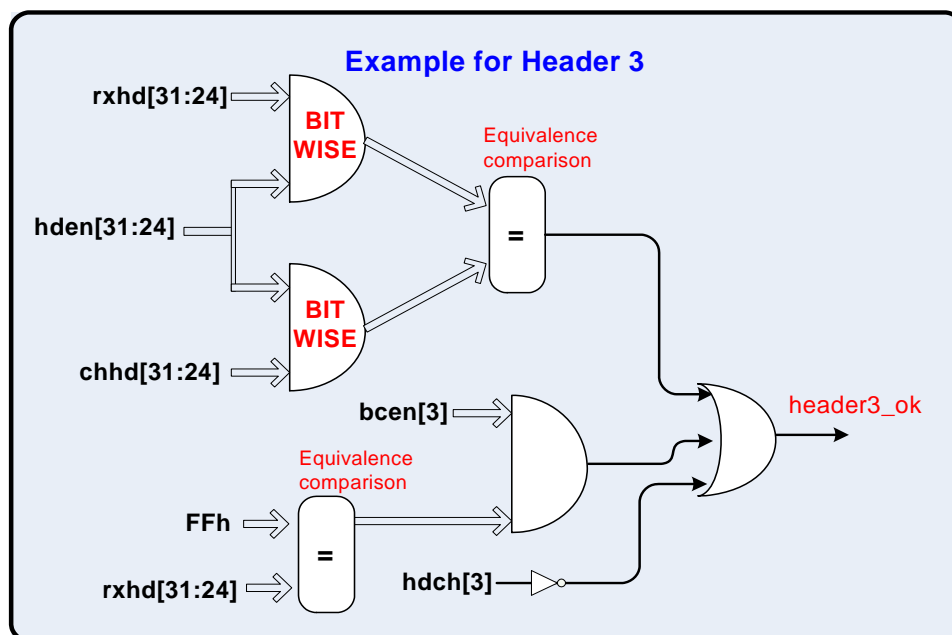 Example for Header 3
rxhd[31:24]
BIT
WISE
Equivalence
comparison
hden[31:24]
=
BIT
WISE
chhd[31:24]
bcen[3]
header3_ok
Equivalence
comparison
FFh
=
rxhd[31:24]
hdch[3]